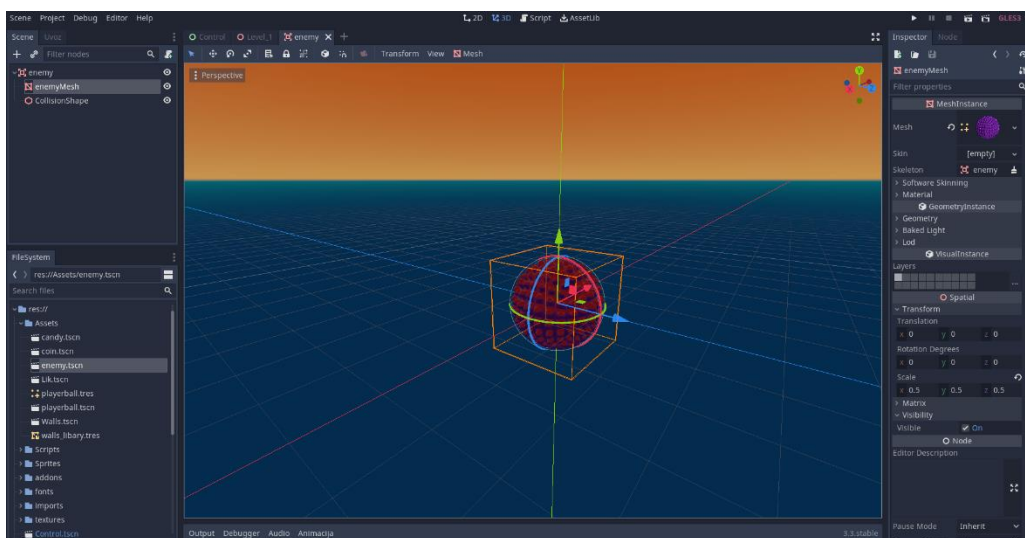 Scene Project Debug Editor Help
2D 3D Script AssetLib
GLES3
Scene Uvoz
Filter nodes
enemy
enemyMesh
CollisionShape
FileSystem
res://Assets/enemy.tscn
Search files
res://
Assets
candy.tscn
coin.tscn
enemy.tscn
Lik.tscn
playerball.tres
playerball.tscn
Walls.tscn
walls_libary.tres
Scripts
Sprites
addons
fonts
Imports
textures
Control.tscn
Control Level_1 enemy
Transform View Mesh
Perspective
Y
X
Z
Output Debugger Audio Animacija
3.3.stable
Inspector Node
enemyMesh
Filter properties
MeshInstance
Mesh
Skin [empty]
Skeleton enemy
Software Skinning
Material
GeometryInstance
Geometry
Baked Light
Lod
VisualInstance
Layers
Spatial
Transform
Translation
x 0 y 0 z 0
Rotation Degrees
x 0 y 0 z 0
Scale
x 0.5 y 0.5 z 0.5
Matrix
Visibility
Visible On
Node
Editor Description
Pause Mode Inherit